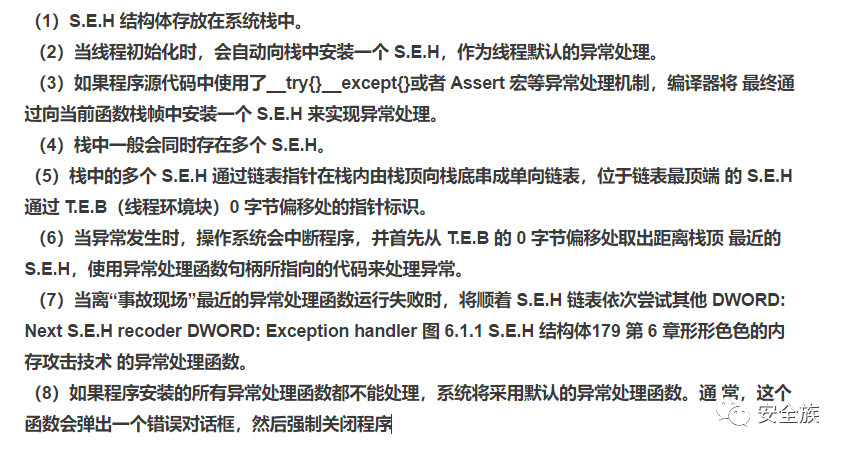 （1）S.E.H 结构体存放在系统栈中。
（2）当线程初始化时，会自动向栈中安装一个 S.E.H，作为线程默认的异常处理。
（3）如果程序源代码中使用了__try{}__except{}或者 Assert 宏等异常处理机制，编译器将 最终通
过向当前函数栈帧中安装一个 S.E.H 来实现异常处理。
（4）栈中一般会同时存在多个 S.E.H。
（5）栈中的多个 S.E.H 通过链表指针在栈内由栈顶向栈底串成单向链表，位于链表最顶端 的 S.E.H
通过 T.E.B（线程环境块）0 字节偏移处的指针标识。
（6）当异常发生时，操作系统会中断程序，并首先从 T.E.B 的 0 字节偏移处取出距离栈顶 最近的
S.E.H，使用异常处理函数句柄所指向的代码来处理异常。
（7）当离“事故现场”最近的异常处理函数运行失败时，将顺着 S.E.H 链表依次尝试其他 DWORD:
Next S.E.H recoder DWORD: Exception handler 图 6.1.1 S.E.H 结构体179 第 6 章形形色色的内
存攻击技术 的异常处理函数。
（8）如果程序安装的所有异常处理函数都不能处理，系统将采用默认的异常处理函数。通 常，这个
函数会弹出一个错误对话框，然后强制关闭程序
安全族